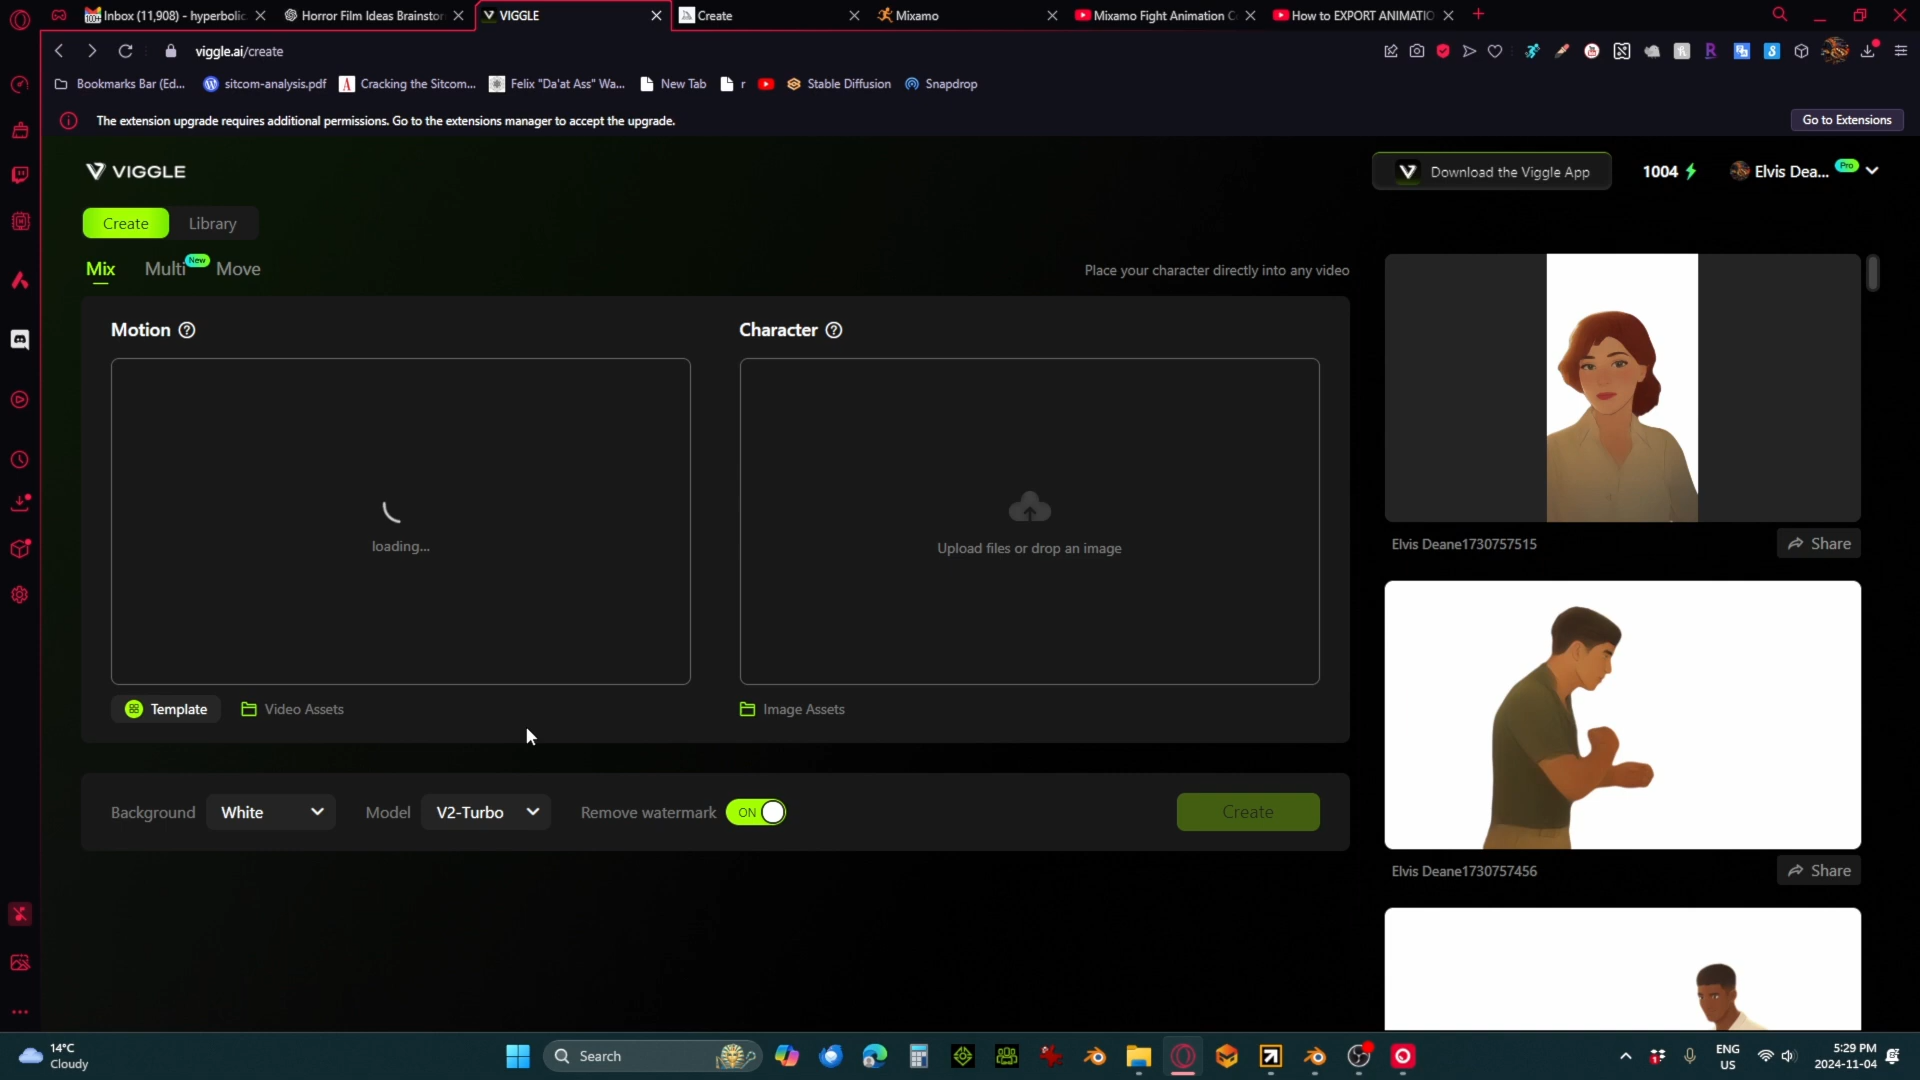 Inbox (11,908) - hyperbolic
Horror Film Ideas Brainstor
VIGGLE
Create
Mixamo
Mixamo Fight Animation C
How to EXPORT ANIMATIO
viggle.ai/create
Bookmarks Bar (Ed...
sitcom-analysis.pdf
Cracking the Sitcom...
Felix "Da'at Ass" Wa...
New Tab
r
Stable Diffusion
Snapdrop
The extension upgrade requires additional permissions. Go to the extensions manager to accept the upgrade.
Go to Extensions
VIGGLE
Download the Viggle App
1004
Elvis Dea...
Pro
Create
Library
Mix
Multi
New
Move
Place your character directly into any video
Motion
Character
loading...
Upload files or drop an image
Template
Video Assets
Image Assets
Background
White
Model
V2-Turbo
Remove watermark
ON
Create
Elvis Deane1730757515
Share
Elvis Deane1730757456
Share
14°C
Cloudy
Search
ENG
US
5:29 PM
2024-11-04